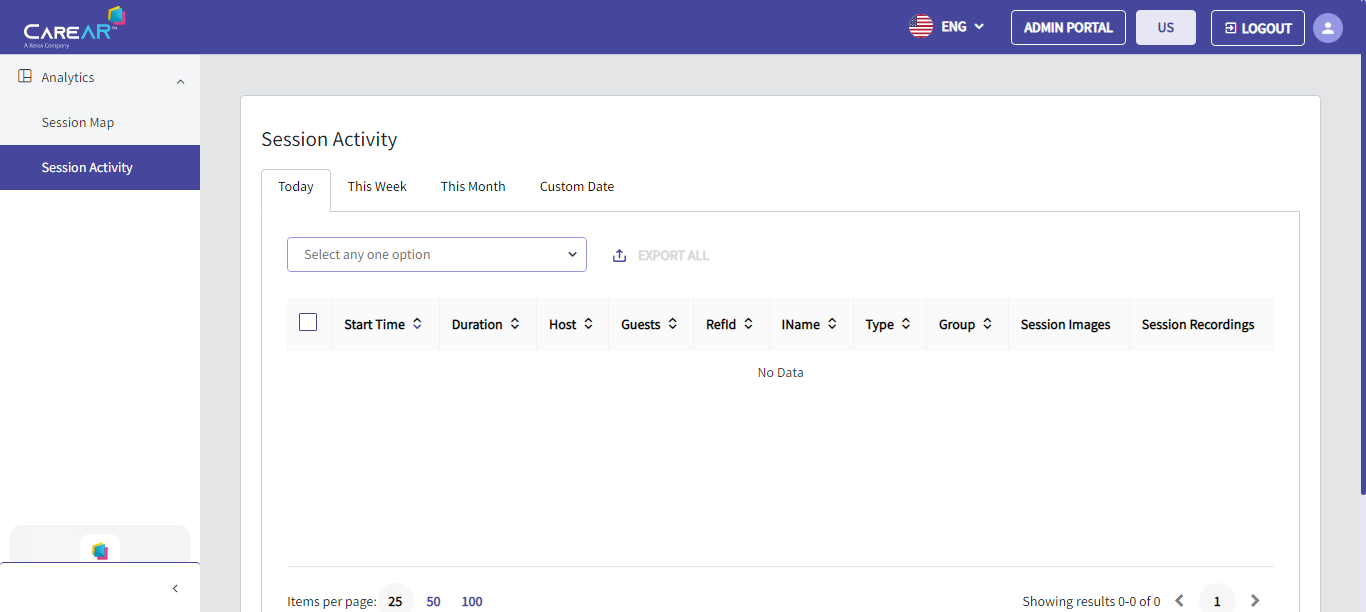 CAREAR™
A Xerox Company
ENG
ADMIN PORTAL
US
LOGOUT
Analytics
Session Map
Session Activity
Session Activity
Today
This Week
This Month
Custom Date
Select any one option
EXPORT ALL
Start Time
Duration
Host
Guests
RefId
IName
Type
Group
Session Images
Session Recordings
No Data
Items per page: 25 50 100
Showing results 0-0 of 0
1